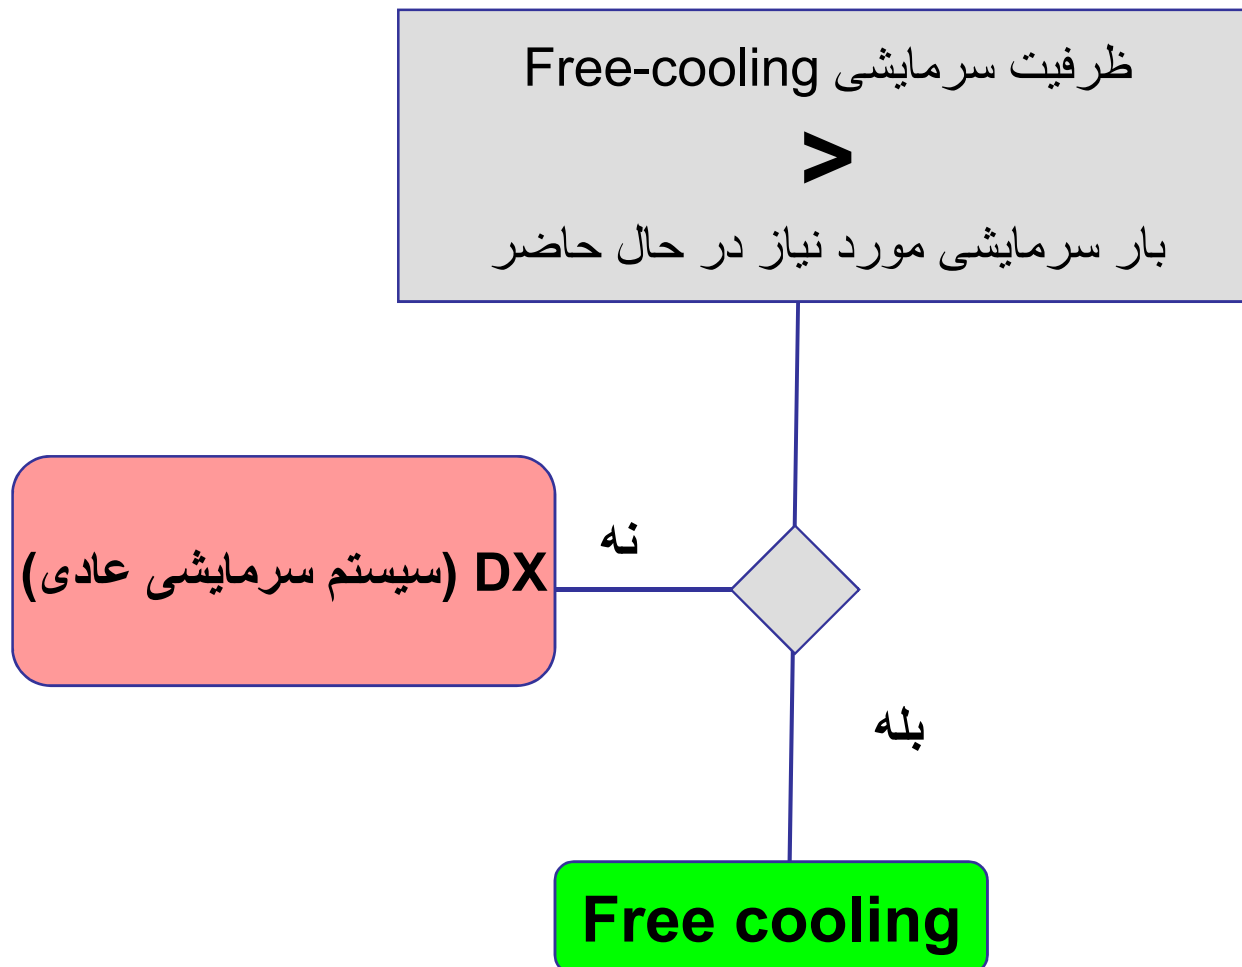 ظرفیت سرمایشی Free-cooling
>
بار سرمایشی مورد نیاز در حال حاضر
نه
DX (سیستم سرمایشی عادی)
بله
Free cooling